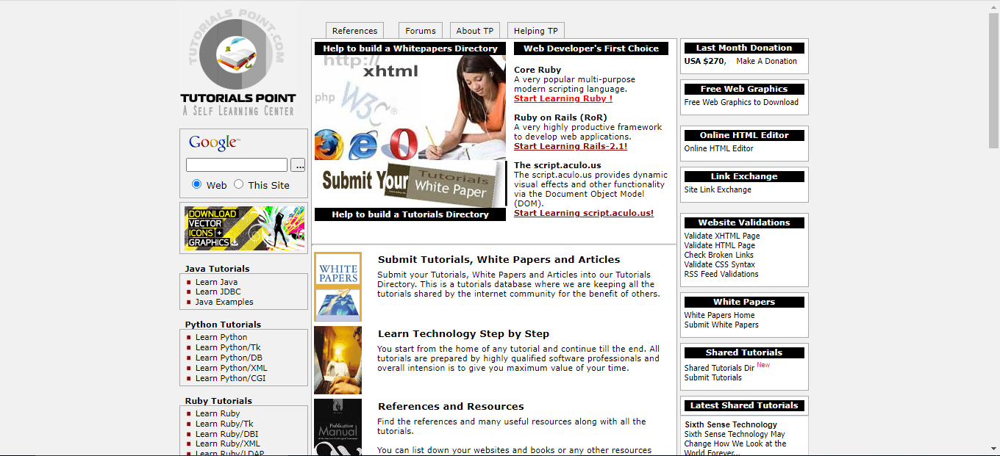 TUTORIALS POINT.COM
TUTORIALS POINT
A Self Learning Center
References
Forums
About TP
Helping TP
Google™
...
Web
This Site
DOWNLOAD
VECTOR
ICONS +
GRAPHICS
Java Tutorials
Learn Java
Learn JDBC
Java Examples
Python Tutorials
Learn Python
Learn Python/Tk
Learn Python/DB
Learn Python/XML
Learn Python/CGI
Ruby Tutorials
Learn Ruby
Learn Ruby/Tk
Learn Ruby/DBI
Learn Ruby/XML
Learn Ruby/LDAP
Help to build a Whitepapers Directory
http://
xhtml
php
W3C
Submit Your
Tutorials
White Paper
Help to build a Tutorials Directory
Web Developer's First Choice
Core Ruby
A very popular multi-purpose
modern scripting language.
Start Learning Ruby !
Ruby on Rails (RoR)
A very highly productive framework
to develop web applications.
Start Learning Rails-2.1!
The script.aculo.us
The script.aculo.us provides dynamic
visual effects and other functionality
via the Document Object Model
(DOM).
Start Learning script.aculo.us!
WHITE
PAPERS
Submit Tutorials, White Papers and Articles
Submit your Tutorials, White Papers and Articles into our Tutorials
Directory. This is a tutorials database where we are keeping all the
tutorials shared by the internet community for the benefit of others.
Learn Technology Step by Step
You start from the home of any tutorial and continue till the end. All
tutorials are prepared by highly qualified software professionals and
overall intension is to give you maximum value of your time.
Publication
Manual
References and Resources
Find the references and many useful resources along with all the
tutorials.
You can list down your websites and books or any other resources
Last Month Donation
USA $270, Make A Donation
Free Web Graphics
Free Web Graphics to Download
Online HTML Editor
Online HTML Editor
Link Exchange
Site Link Exchange
Website Validations
Validate XHTML Page
Validate HTML Page
Check Broken Links
Validate CSS Syntax
RSS Feed Validations
White Papers
White Papers Home
Submit White Papers
Shared Tutorials
Shared Tutorials Dir New
Submit Tutorials
Latest Shared Tutorials
Sixth Sense Technology
Sixth Sense Technology May
Change How We Look at the
World Forever...